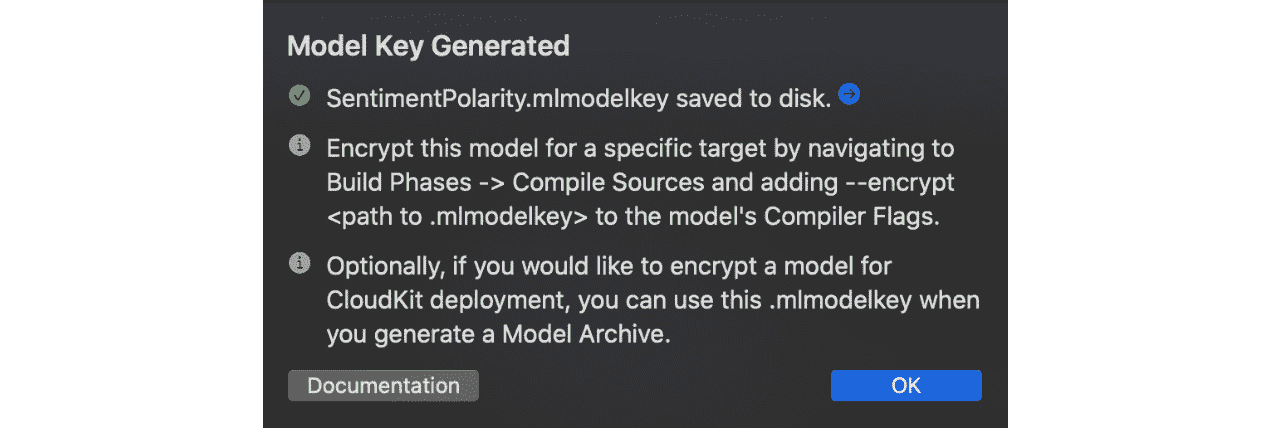 Model Key Generated
SentimentPolarity.mlmodelkey saved to disk.
Encrypt this model for a specific target by navigating to
Build Phases -> Compile Sources and adding --encrypt
<path to .mlmodelkey> to the model's Compiler Flags.
Optionally, if you would like to encrypt a model for
CloudKit deployment, you can use this .mlmodelkey when
you generate a Model Archive.
Documentation
OK